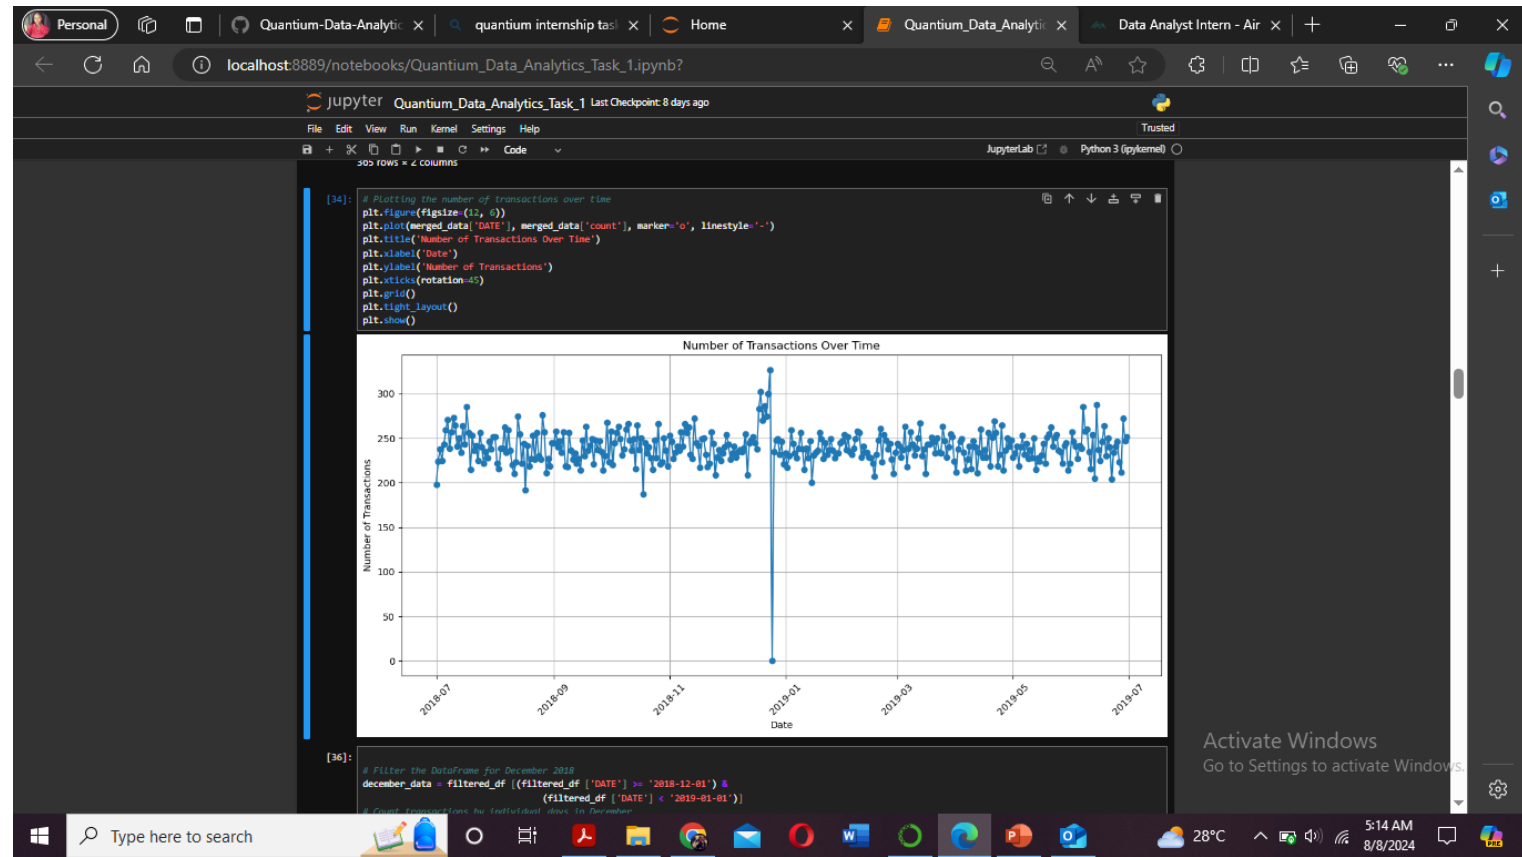 Personal
Quantium-Data-Analytic
quantium internship tas
Home
Quantium_Data_Analytic
Data Analyst Intern - Air
localhost:8889/notebooks/Quantium_Data_Analytics_Task_1.ipynb?
jupyter Quantium_Data_Analytics_Task_1 Last Checkpoint: 8 days ago
File Edit View Run Kernel Settings Help
Trusted
Code
JupyterLab
Python 3 (ipykernel)
365 rows × 2 columns
[34]:
# Plotting the number of transactions over time
plt.figure(figsize=(12, 6))
plt.plot(merged_data['DATE'], merged_data['count'], marker='o', linestyle='-')
plt.title('Number of Transactions Over Time')
plt.xlabel('Date')
plt.ylabel('Number of Transactions')
plt.xticks(rotation=45)
plt.grid()
plt.tight_layout()
plt.show()
Number of Transactions Over Time
Number of Transactions
300
250
200
150
100
50
0
2018-07
2018-09
2018-11
2019-01
2019-03
2019-05
2019-07
Date
[36]:
# Filter the DataFrame for December 2018
december_data = filtered_df [(filtered_df ['DATE'] >= '2018-12-01') &
(filtered_df ['DATE'] < '2019-01-01')]
# Count transactions by individual days in December
Activate Windows
Go to Settings to activate Windows.
Type here to search
28°C
5:14 AM
8/8/2024
PRE